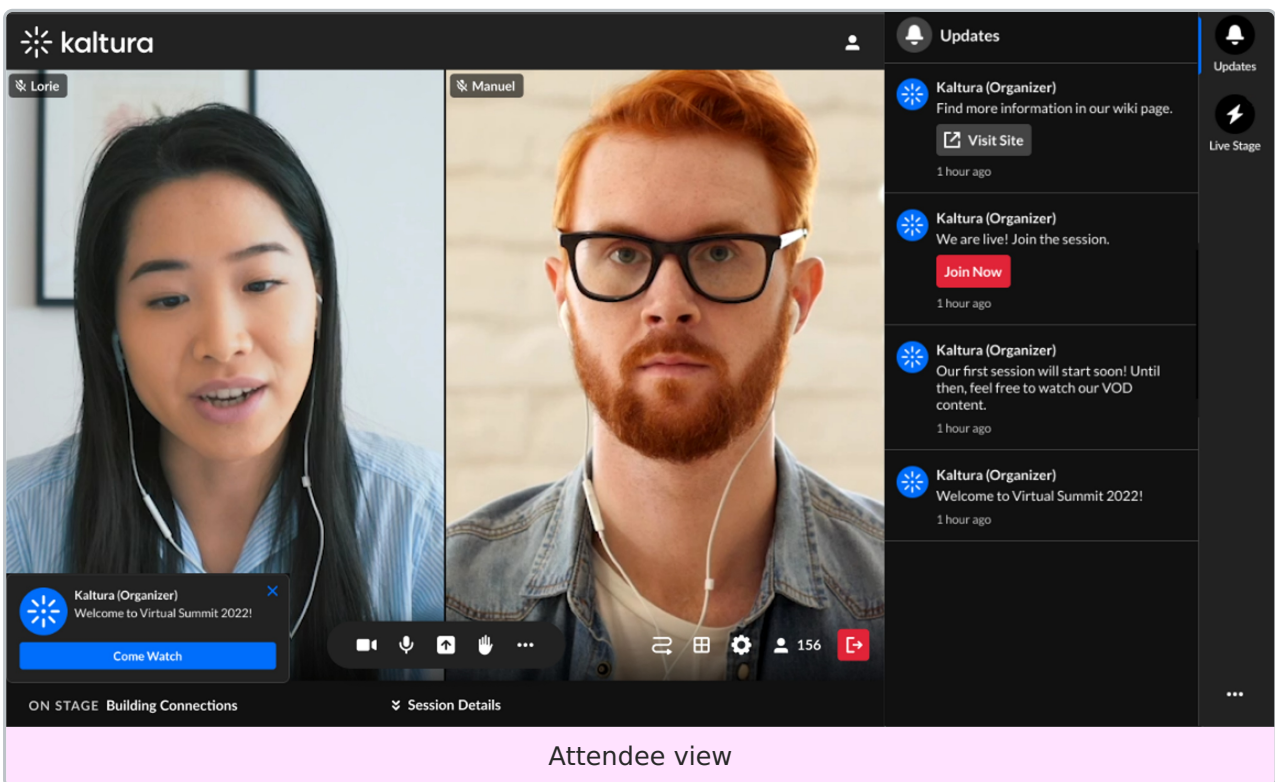 kaltura
Lorie
Manuel
Kaltura (Organizer)
Welcome to Virtual Summit 2022!
Come Watch
156
ON STAGE Building Connections
Session Details
Updates
Kaltura (Organizer)
Find more information in our wiki page.
Visit Site
1 hour ago
Kaltura (Organizer)
We are live! Join the session.
Join Now
1 hour ago
Kaltura (Organizer)
Our first session will start soon! Until
then, feel free to watch our VOD
content.
1 hour ago
Kaltura (Organizer)
Welcome to Virtual Summit 2022!
1 hour ago
Updates
Live Stage
Attendee view